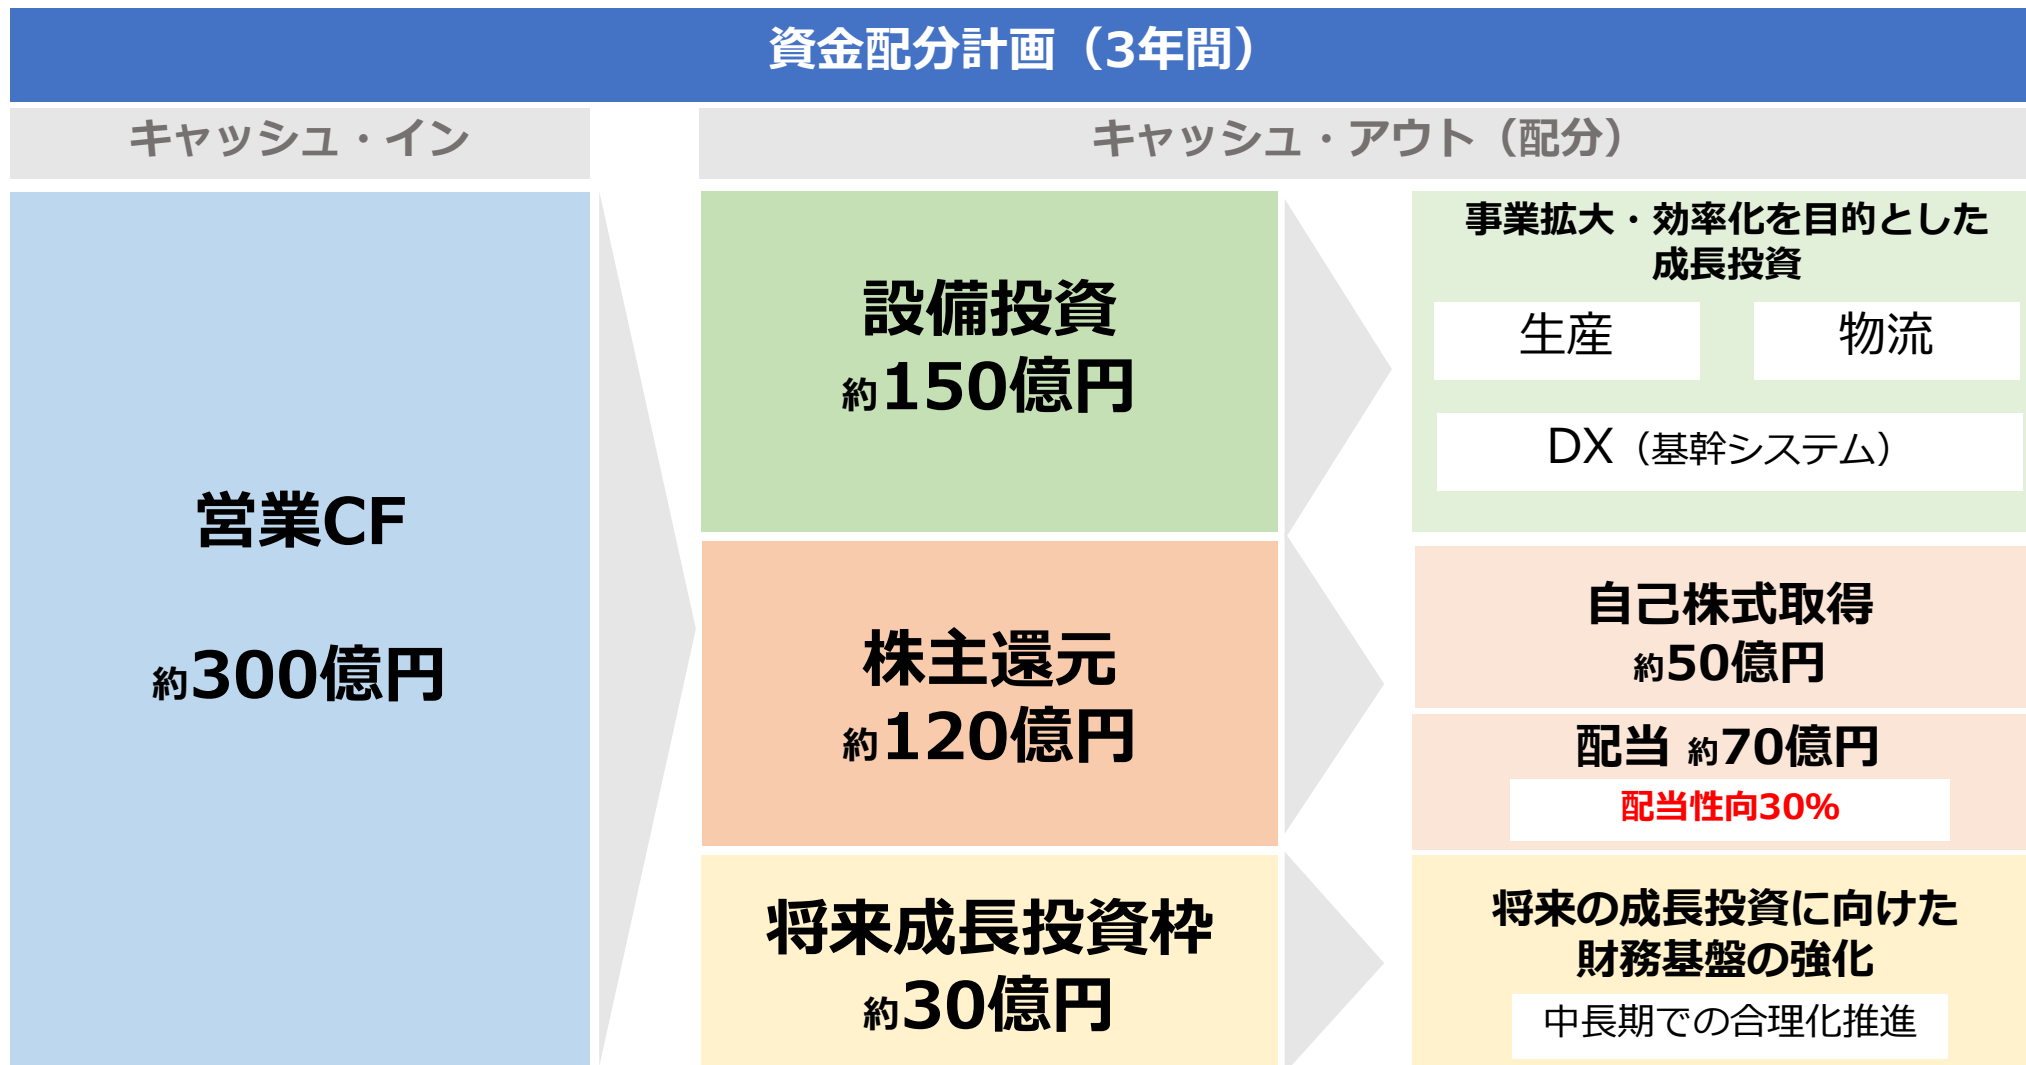 資金配分計画（3年間）
キャッシュ・イン
キャッシュ・アウト（配分）
営業CF
約300億円
設備投資
約150億円
事業拡大・効率化を目的とした
成長投資
生産
物流
DX（基幹システム）
株主還元
約120億円
自己株式取得
約50億円
配当 約70億円
配当性向30%
将来成長投資枠
約30億円
将来の成長投資に向けた
財務基盤の強化
中長期での合理化推進